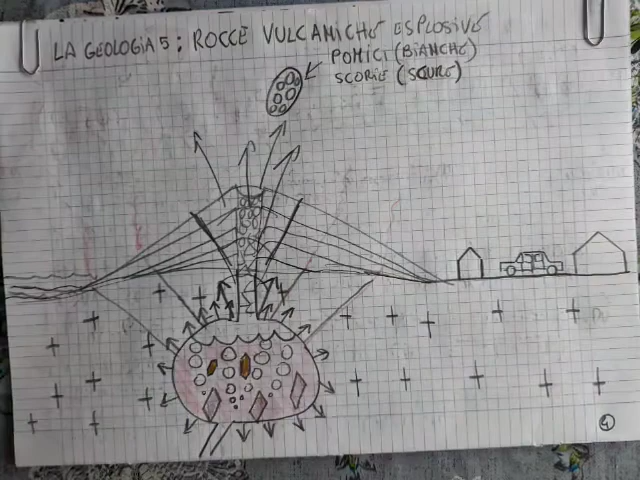 LA GEOLOGIA 5: ROCCE VULCANICHE ESPLOSIVE
POMICI (BIANCHE)
SCORIE (SCURE)
1